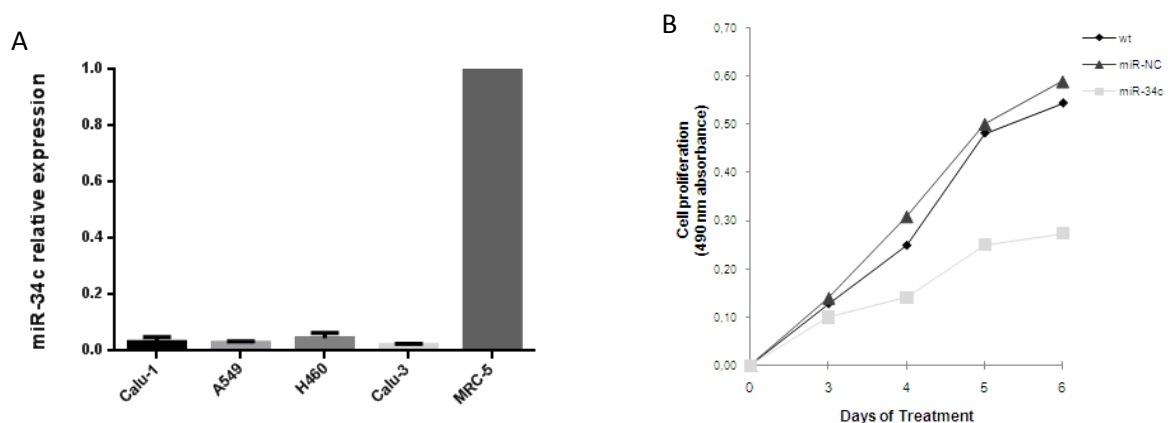 A
miR-34c relative expression
1.0
0.8
0.6
0.4
0.2
0.0
Calu-1
A549
H460
Calu-3
MRC-5
B
Cell proliferation
(490 nm absorbance)
0,70
0,60
0,50
0,40
0,30
0,20
0,10
0,00
0
3
4
5
6
Days of Treatment
wt
miR-NC
miR-34c